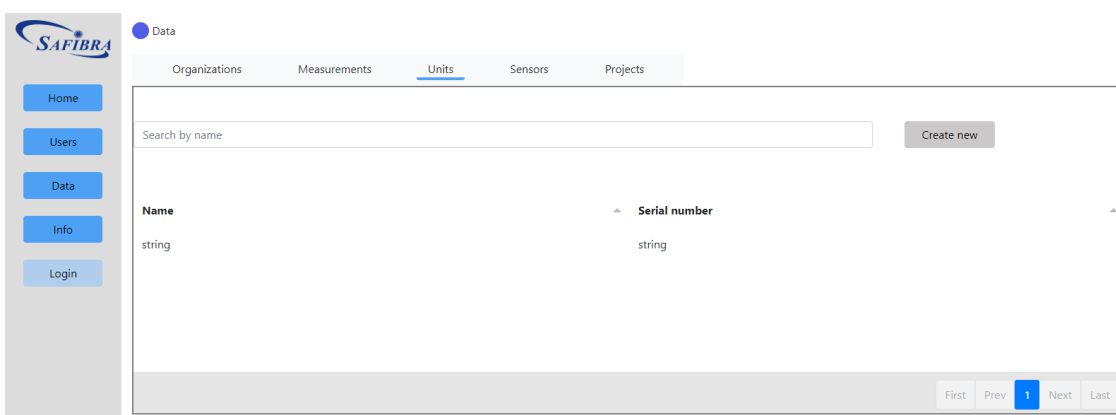 SAFIBRA
Data
Organizations Measurements Units Sensors Projects
Home
Search by name Create new
Users
Data
Name Serial number
Info
string string
Login
First Prev 1 Next Last